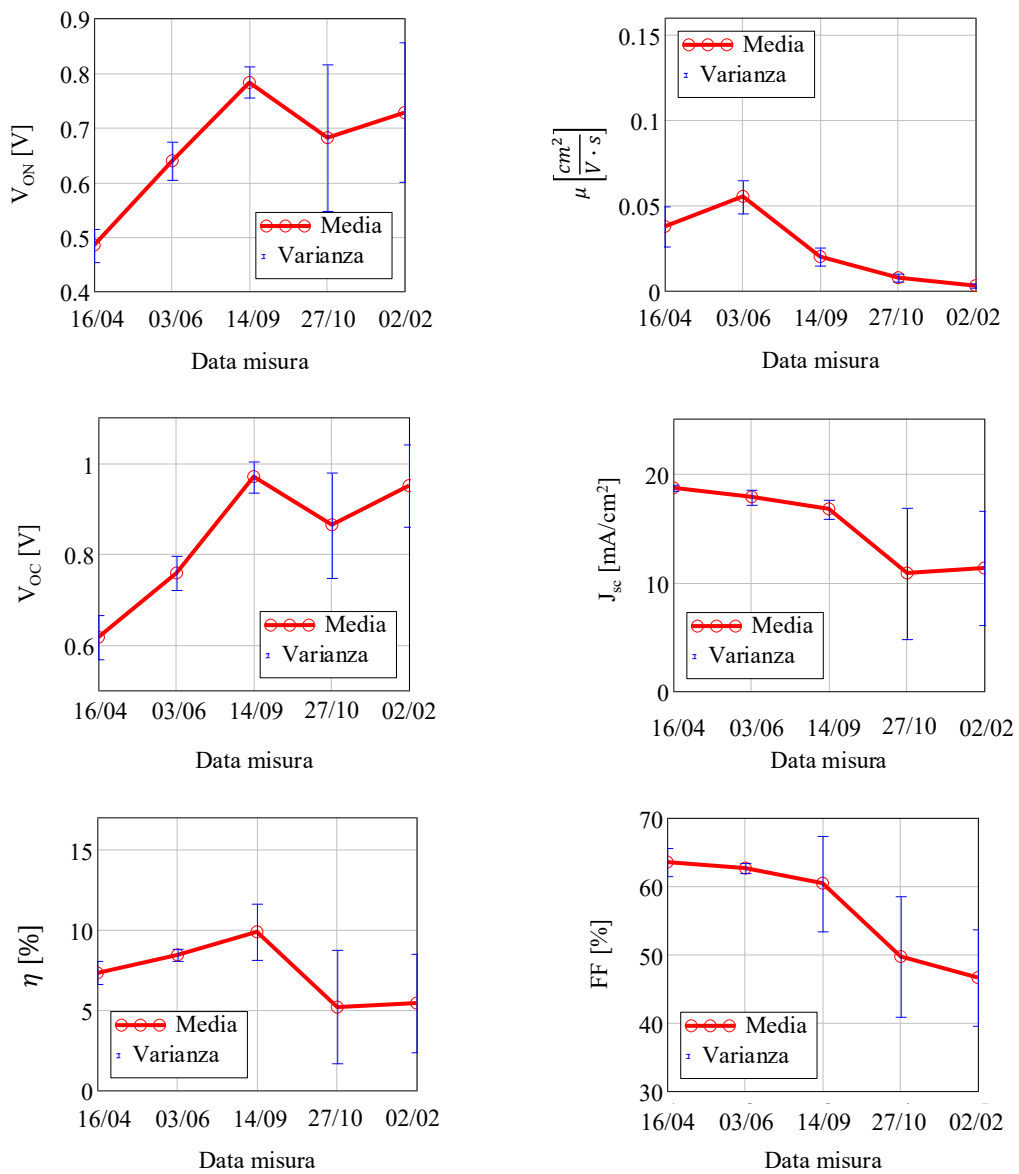 0.9
0.8
0.7
0.6
0.5
0.4
V_ON [V]
Media
Varianza
16/04 03/06 14/09 27/10 02/02
Data misura
0.15
0.1
0.05
0
μ [cm² / V · s]
Media
Varianza
16/04 03/06 14/09 27/10 02/02
Data misura
1
0.8
0.6
V_OC [V]
Media
Varianza
16/04 03/06 14/09 27/10 02/02
Data misura
20
10
0
J_sc [mA/cm²]
Media
Varianza
16/04 03/06 14/09 27/10 02/02
Data misura
15
10
5
0
η [%]
Media
Varianza
16/04 03/06 14/09 27/10 02/02
Data misura
70
60
50
40
30
FF [%]
Media
Varianza
16/04 03/06 14/09 27/10 02/02
Data misura